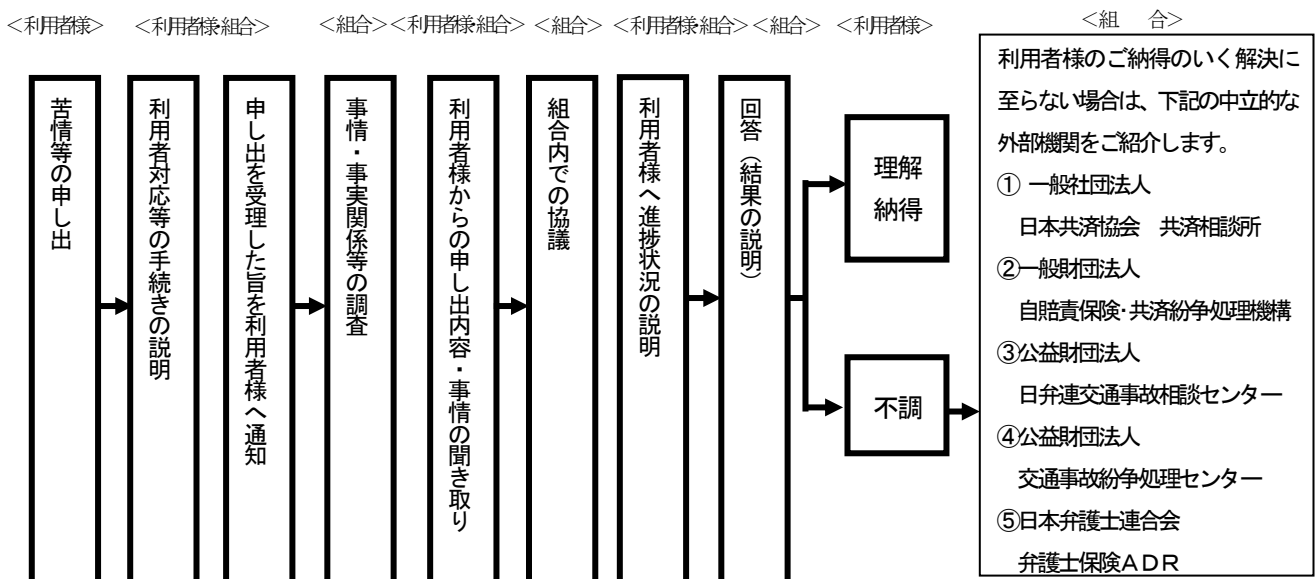 ＜利用者様＞
＜利用者様・組合＞
＜組合＞
＜利用者様・組合＞
＜組合＞
＜利用者様・組合＞
＜組合＞
＜利用者様＞
＜組　合＞
苦情等の申し出
利用者対応等の手続きの説明
申し出を受理した旨を利用者様へ通知
事情・事実関係等の調査
利用者様からの申し出内容・事情の聞き取り
組合内での協議
利用者様へ進捗状況の説明
回答（結果の説明）
理解
納得
不調
利用者様のご納得のいく解決に
至らない場合は、下記の中立的な
外部機関をご紹介します。
① 一般社団法人
日本共済協会　共済相談所
②一般財団法人
自賠責保険・共済紛争処理機構
③公益財団法人
日弁連交通事故相談センター
④公益財団法人
交通事故紛争処理センター
⑤日本弁護士連合会
弁護士保険ＡＤＲ